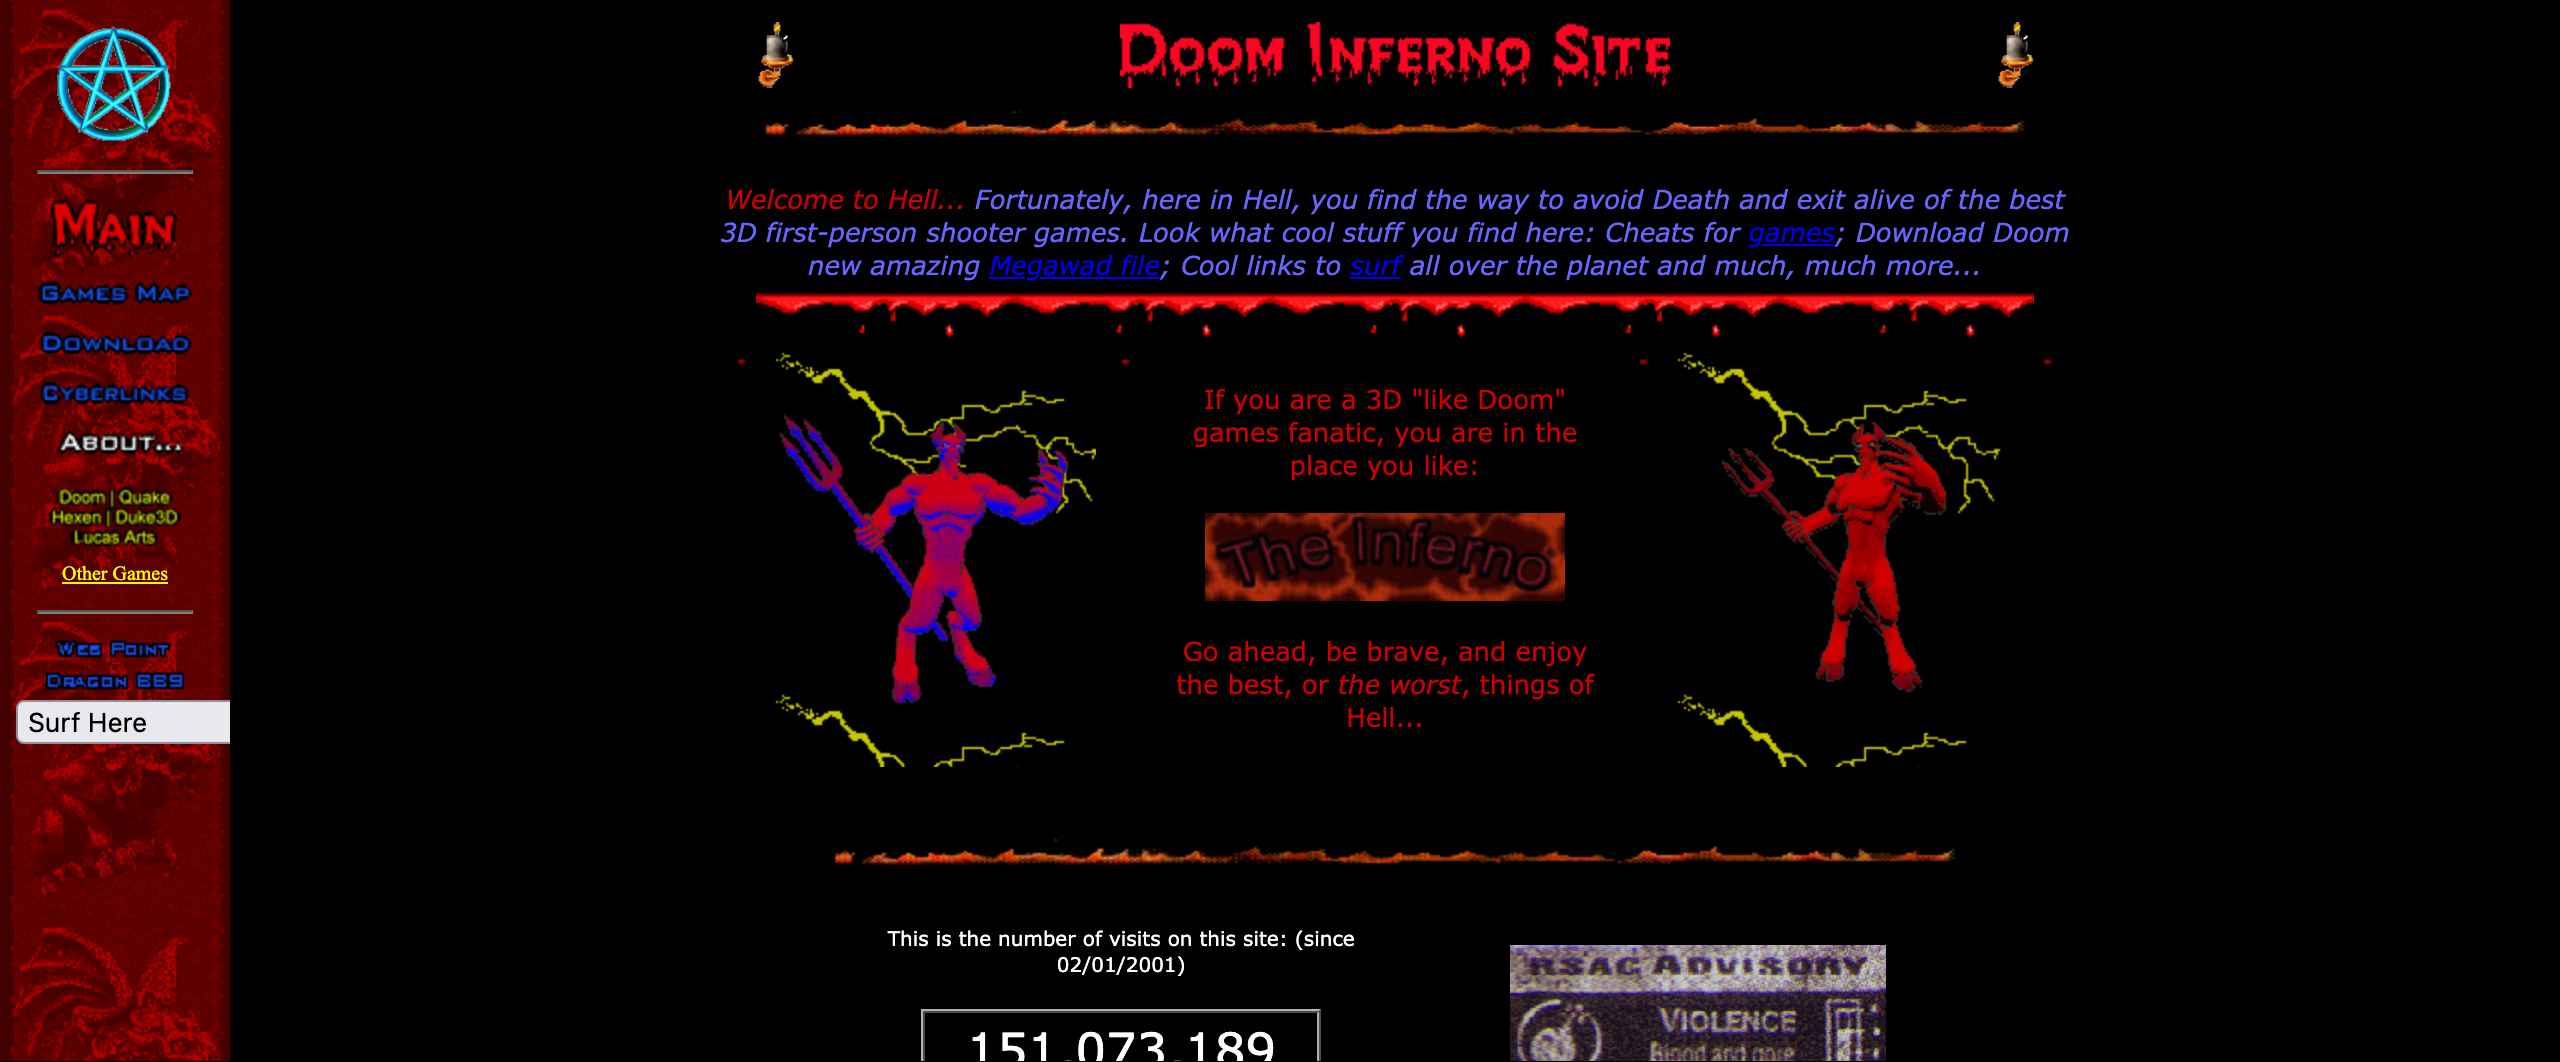 Main
Games Map
Download
Cyberlinks
About...
Doom | Quake
Hexen | Duke3D
Lucas Arts
Other Games
Web Point
Dragon 669
Surf Here
Doom Inferno Site
Welcome to Hell... Fortunately, here in Hell, you find the way to avoid Death and exit alive of the best
3D first-person shooter games. Look what cool stuff you find here: Cheats for games; Download Doom
new amazing Megawad file; Cool links to surf all over the planet and much, much more...
If you are a 3D "like Doom"
games fanatic, you are in the
place you like:
The Inferno
Go ahead, be brave, and enjoy
the best, or the worst, things of
Hell...
This is the number of visits on this site: (since
02/01/2001)
151.073.189
RSAC Advisory
Violence
Blood and gore